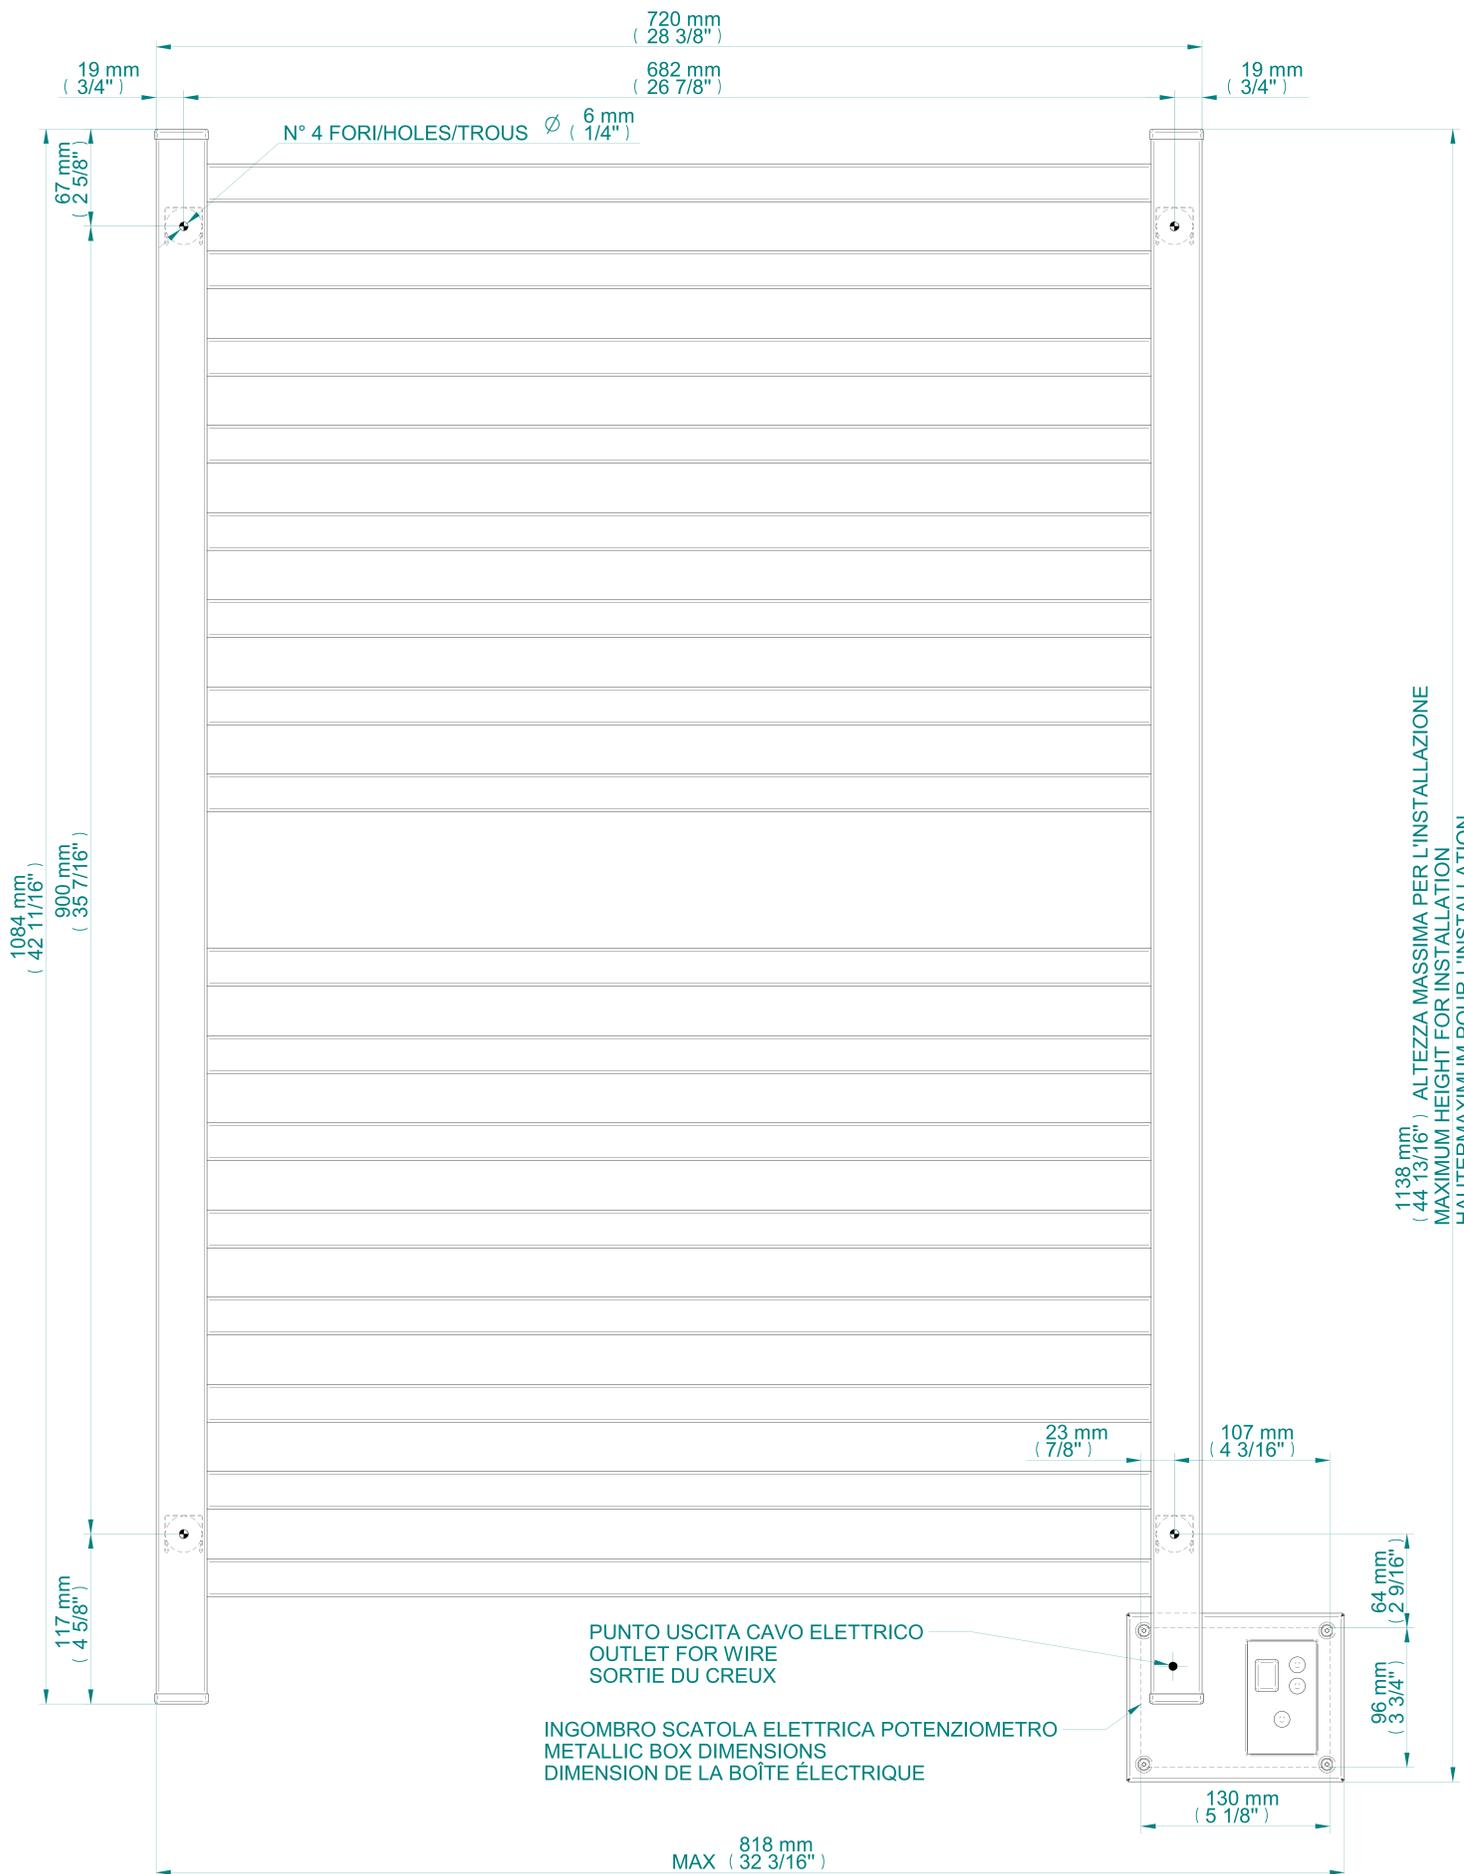 720 mm
( 28 3/8" )
19 mm
( 3/4" )
682 mm
( 26 7/8" )
19 mm
( 3/4" )
N° 4 FORI/HOLES/TROUS Ø 6 mm
( 1/4" )
67 mm
( 2 5/8" )
1084 mm
( 42 11/16" )
900 mm
( 35 7/16" )
1138 mm
( 44 13/16" ) ALTEZZA MASSIMA PER L'INSTALLAZIONE
MAXIMUM HEIGHT FOR INSTALLATION
HAUTERMAXIMUM POUR L'INSTALLATION
23 mm
( 7/8" )
107 mm
( 4 3/16" )
117 mm
( 4 5/8" )
64 mm
( 2 9/16" )
PUNTO USCITA CAVO ELETTRICO
OUTLET FOR WIRE
SORTIE DU CREUX
96 mm
( 3 3/4" )
INGOMBRO SCATOLA ELETTRICA POTENZIOMETRO
METALLIC BOX DIMENSIONS
DIMENSION DE LA BOÎTE ÉLECTRIQUE
130 mm
( 5 1/8" )
818 mm
MAX ( 32 3/16" )